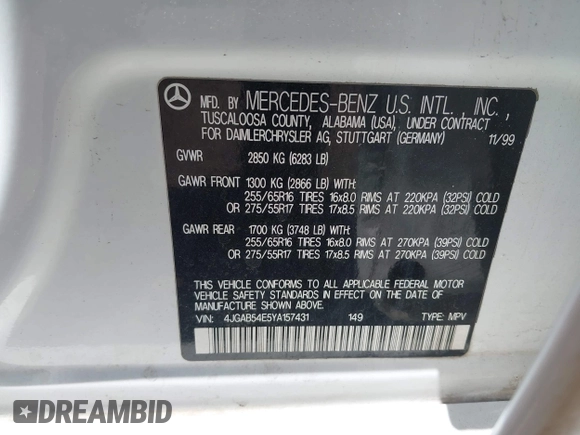 MFD. BY MERCEDES-BENZ U.S. INTL., INC.,
TUSCALOOSA COUNTY, ALABAMA (USA), UNDER CONTRACT
FOR DAIMLERCHRYSLER AG, STUTTGART (GERMANY) 11/99
GVWR 2850 KG (6283 LB)
GAWR FRONT 1300 KG (2866 LB) WITH:
255/65R16 TIRES 16x8.0 RIMS AT 220KPA (32PSI) COLD
OR 275/55R17 TIRES 17x8.5 RIMS AT 220KPA (32PSI) COLD
GAWR REAR 1700 KG (3748 LB) WITH:
255/65R16 TIRES 16x8.0 RIMS AT 270KPA (39PSI) COLD
OR 275/55R17 TIRES 17x8.5 RIMS AT 270KPA (39PSI) COLD
THIS VEHICLE CONFORMS TO ALL APPLICABLE FEDERAL MOTOR
VEHICLE SAFETY STANDARDS IN EFFECT ON THE DATE OF
MANUFACTURE SHOWN ABOVE.
VIN: 4JGAB54E5YA157431 149 TYPE: MPV
DREAMBID